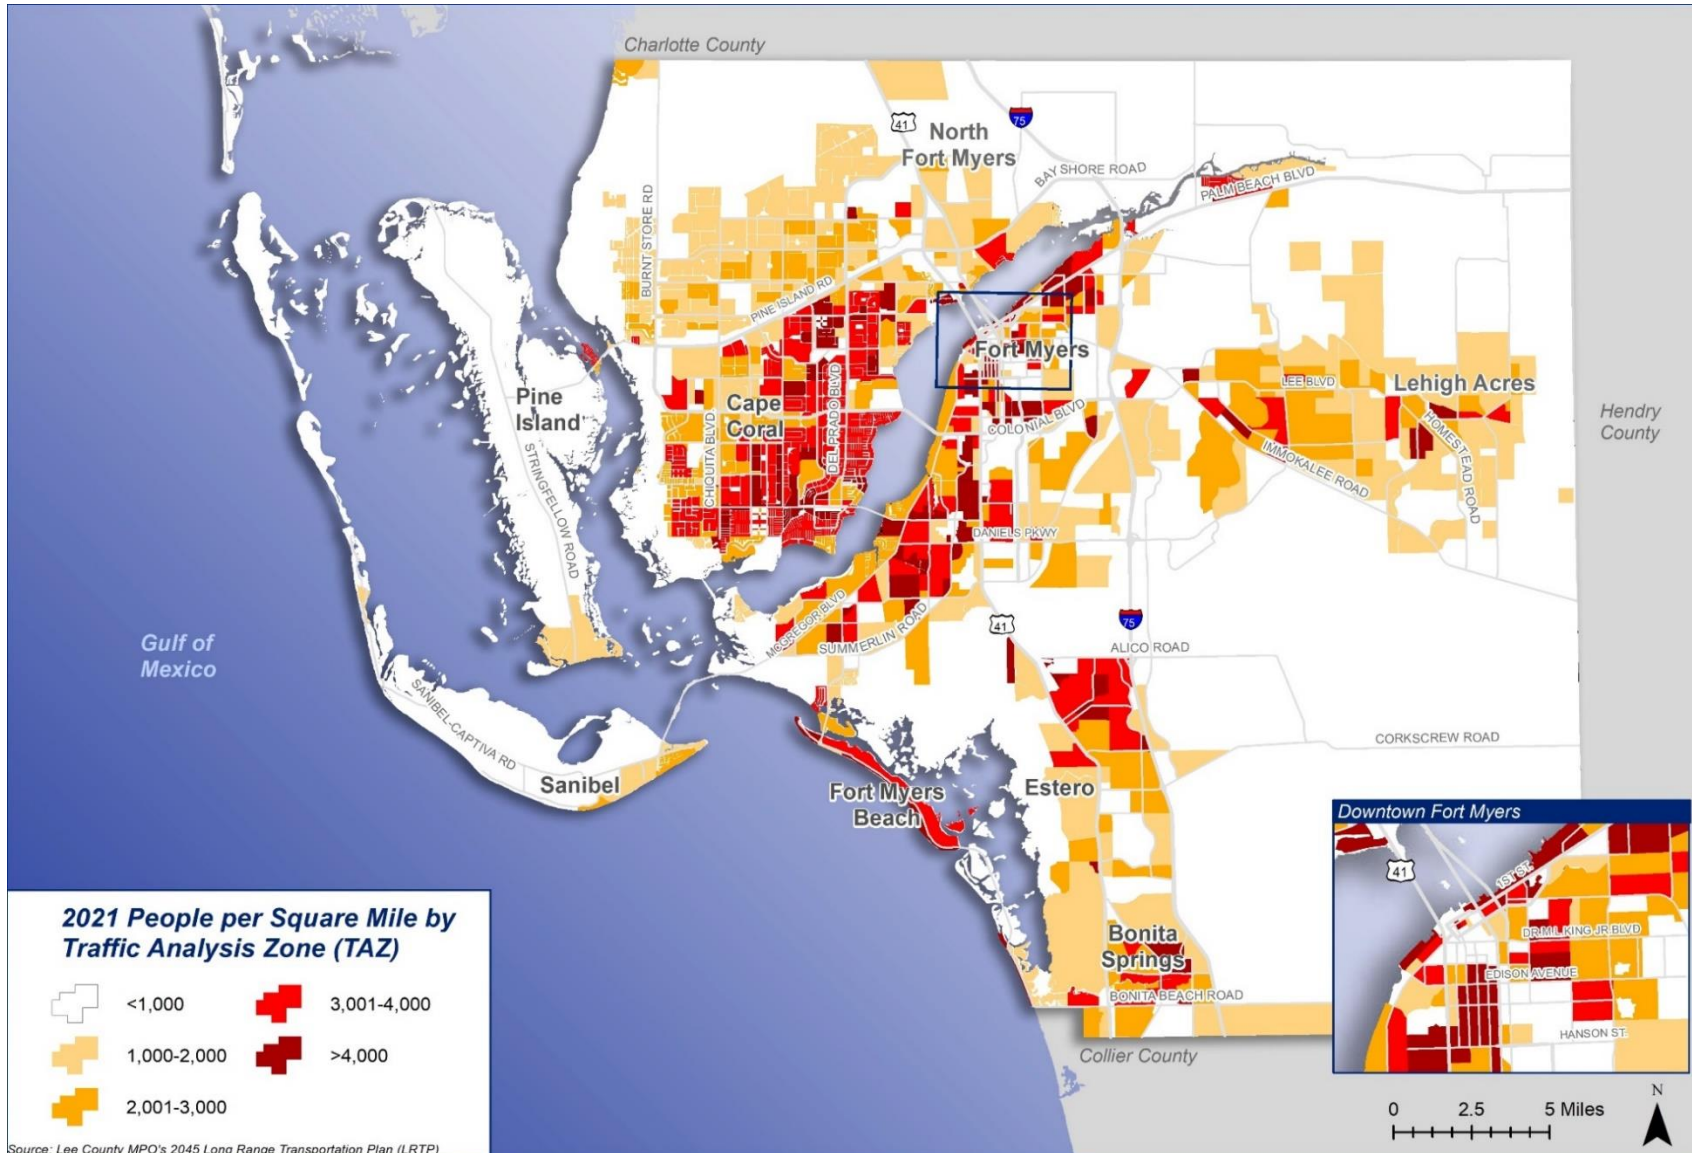 Charlotte County
41
North
Fort Myers
75
BAY SHORE ROAD
PALM BEACH BLVD
BURNT STORE RD
PINE ISLAND RD
Fort Myers
LEE BLVD
Lehigh Acres
Pine
Island
Cape
Coral
DEL PRADO BLVD
CHIQUITA BLVD
COLONIAL BLVD
HOMESTEAD ROAD
IMMOKALEE ROAD
Hendry
County
STRINGFELLOW ROAD
DANIELS PKWY
Gulf of
Mexico
MCGREGOR BLVD
SUMMERLIN ROAD
41
75
ALICO ROAD
SANIBEL-CAPTIVA RD
CORKSCREW ROAD
Sanibel
Fort Myers
Beach
Estero
Bonita
Springs
BONITA BEACH ROAD
Collier County
Downtown Fort Myers
41
1ST ST.
DR M L KING JR BLVD
EDISON AVENUE
HANSON ST.
2021 People per Square Mile by
Traffic Analysis Zone (TAZ)
<1,000
3,001-4,000
1,000-2,000
>4,000
2,001-3,000
Source: Lee County MPO's 2045 Long Range Transportation Plan (LRTP)
N
0 2.5 5 Miles